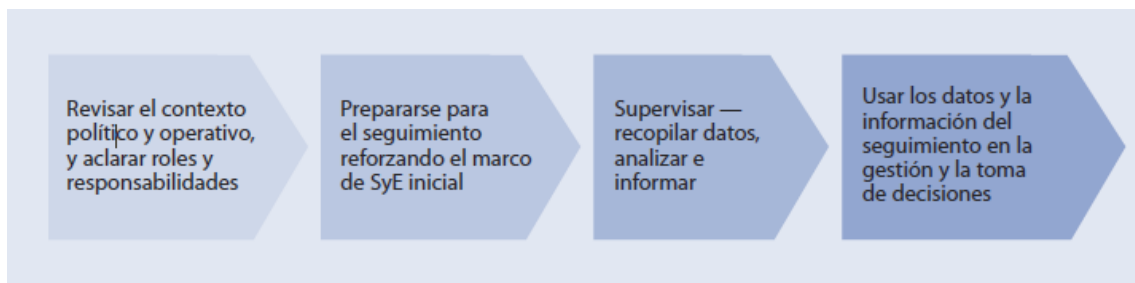 Revisar el contexto
político y operativo,
y aclarar roles y
responsabilidades
Prepararse para
el seguimiento
reforzando el marco
de SyE inicial
Supervisar —
recopilar datos,
analizar e
informar
Usar los datos y la
información del
seguimiento en la
gestión y la toma
de decisiones